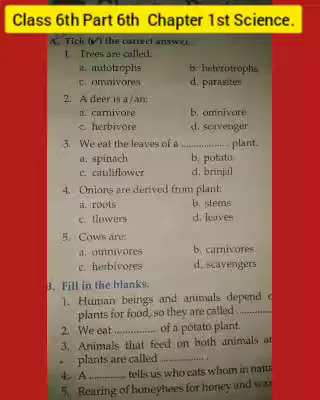 Class 6th Part 6th Chapter 1st Science.
A. Tick (✓) the correct answer.
1. Trees are called:
a. autotrophs b. heterotrophs
c. omnivores d. parasites
2. A deer is a/an:
a. carnivore b. omnivore
c. herbivore d. scavenger
3. We eat the leaves of a .................. plant.
a. spinach b. potato
c. cauliflower d. brinjal
4. Onions are derived from plant:
a. roots b. stems
c. flowers d. leaves
5. Cows are:
a. omnivores b. carnivores
c. herbivores d. scavengers
B. Fill in the blanks.
1. Human beings and animals depend
plants for food, so they are called ............
2. We eat ............... of a potato plant.
3. Animals that feed on both animals
plants are called ................
4. A ............ tells us who eats whom in
5. Rearing of honeybees for honey and